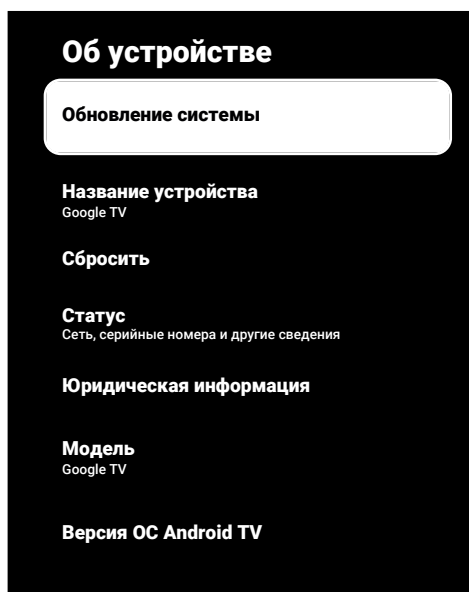 Об устройстве
Обновление системы
Название устройства
Google TV
Сбросить
Статус
Сеть, серийные номера и другие сведения
Юридическая информация
Модель
Google TV
Версия ОС Android TV